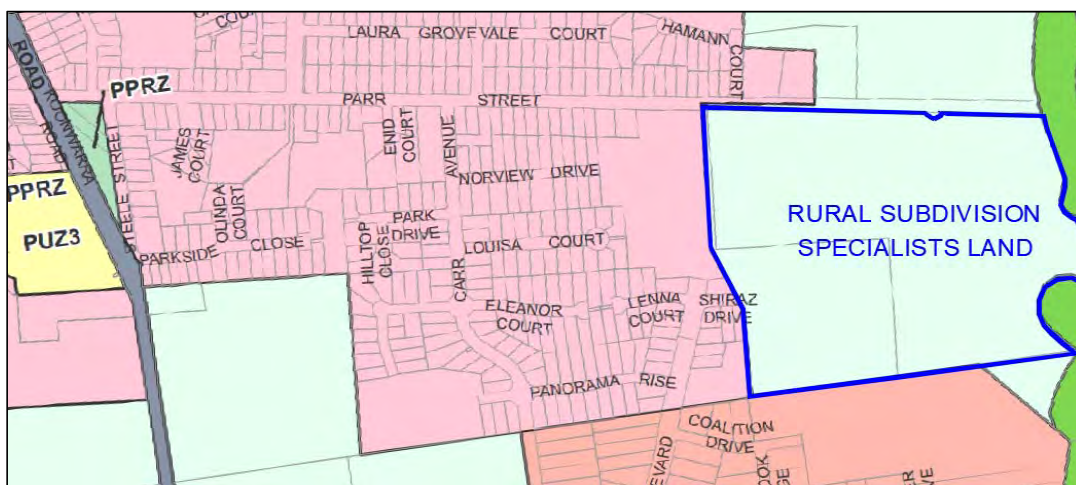 LAURA GROVEVALE COURT
HAMANN
COURT
PPRZ
PARR STREET
ROAD
KOONWARRA
ROAD
STEELE STREET
JAMES
COURT
ENID
COURT
AVENUE
NORVIEW DRIVE
PPRZ
PUZ3
OLINDA
COURT
PARKSIDE CLOSE
HILLTOP
CLOSE
PARK
DRIVE
CARR
LOUISA COURT
RURAL SUBDIVISION
SPECIALISTS LAND
ELEANOR
COURT
LENNA
COURT
SHIRAZ
DRIVE
PANORAMA RISE
COALITION
DRIVE